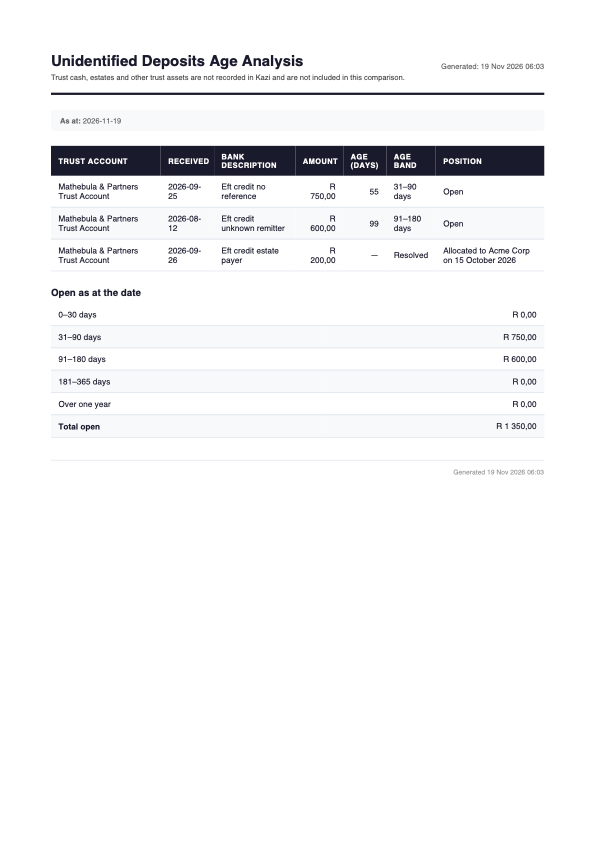 Unidentified Deposits Age Analysis
Generated: 19 Nov 2026 06:03
Trust cash, estates and other trust assets are not recorded in Kazi and are not included in this comparison.
As at: 2026-11-19
TRUST ACCOUNT RECEIVED BANK DESCRIPTION AMOUNT AGE (DAYS) AGE BAND POSITION
Mathebula & Partners Trust Account 2026-09-25 Eft credit no reference R 750,00 55 31–90 days Open
Mathebula & Partners Trust Account 2026-08-12 Eft credit unknown remitter R 600,00 99 91–180 days Open
Mathebula & Partners Trust Account 2026-09-26 Eft credit estate payer R 200,00 — Resolved Allocated to Acme Corp on 15 October 2026
Open as at the date
0–30 days R 0,00
31–90 days R 750,00
91–180 days R 600,00
181–365 days R 0,00
Over one year R 0,00
Total open R 1 350,00
Generated 19 Nov 2026 06:03